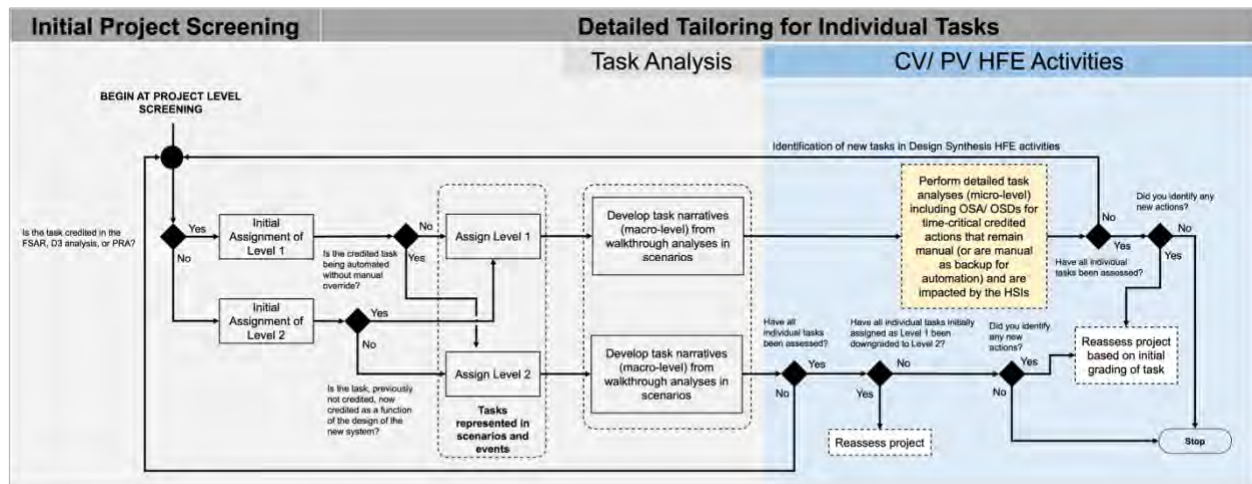 Initial Project Screening
Detailed Tailoring for Individual Tasks
Task Analysis
CV/ PV HFE Activities
BEGIN AT PROJECT LEVEL
SCREENING
Identification of new tasks in Design Synthesis HFE activities
Is the task credited in the
FSAR, D3 analysis, or PRA?
Yes
No
Initial
Assignment of
Level 1
Is the credited task
being automated
without manual
override?
No
Yes
Assign Level 1
Develop task narratives
(macro-level) from
walkthrough analyses in
scenarios
Perform detailed task
analyses (micro-level)
including OSA/ OSDs for
time-critical credited
actions that remain
manual (or are manual
as backup for
automation) and are
impacted by the HSIs
No
Yes
Have all individual
tasks been assessed?
Did you identify any
new actions?
No
Yes
Initial
Assignment of
Level 2
Yes
No
Is the task, previously
not credited, now
credited as a function
of the design of the
new system?
Assign Level 2
Tasks
represented in
scenarios and
events
Develop task narratives
(macro-level) from
walkthrough analyses in
scenarios
Have all
individual tasks
been assessed?
Yes
No
Have all individual tasks initially
assigned as Level 1 been
downgraded to Level 2?
No
Yes
Reassess project
Did you identify
any new
actions?
Yes
No
Reassess project
based on initial
grading of task
Stop